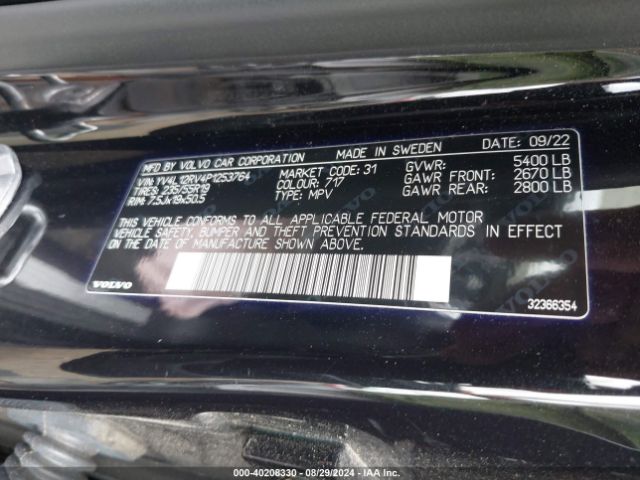 MFD BY VOLVO CAR CORPORATION MADE IN SWEDEN DATE: 09/22
VIN: YV4L12RV4P1253764 MARKET CODE: 31 GVWR: 5400 LB
TIRES: 235/55R19 COLOUR: 717 GAWR FRONT: 2670 LB
RIM: 7.5Jx19x50.5 TYPE: MPV GAWR REAR: 2800 LB
THIS VEHICLE CONFORMS TO ALL APPLICABLE FEDERAL MOTOR
VEHICLE SAFETY, BUMPER AND THEFT PREVENTION STANDARDS IN EFFECT
ON THE DATE OF MANUFACTURE SHOWN ABOVE.
VOLVO 32366354
000-40208330 - 08/29/2024 - IAA Inc.